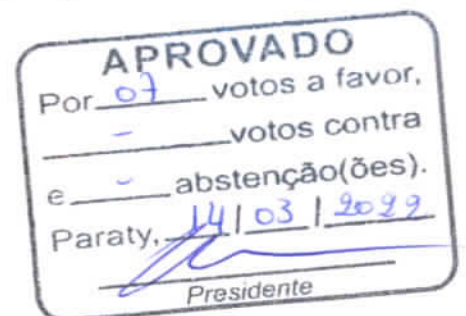 APROVADO
Por 07 votos a favor,
- votos contra
e - abstenção(ões).
Paraty, 14 | 03 | 2022
Presidente